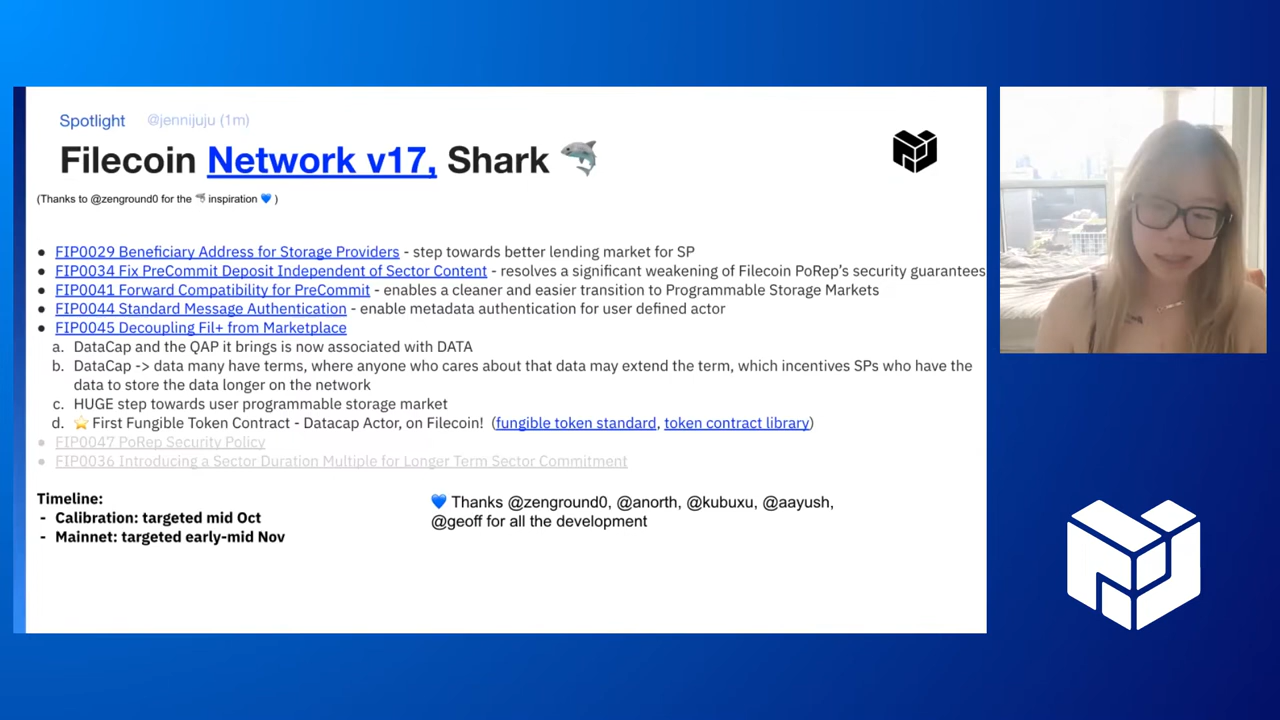 Spotlight @jennijuju (1m)
Filecoin Network v17, Shark 🦈
(Thanks to @zenground0 for the 🦈 inspiration 💙 )
● FIP0029 Beneficiary Address for Storage Providers - step towards better lending market for SP
● FIP0034 Fix PreCommit Deposit Independent of Sector Content - resolves a significant weakening of Filecoin PoRep's security guarantees
● FIP0041 Forward Compatibility for PreCommit - enables a cleaner and easier transition to Programmable Storage Markets
● FIP0044 Standard Message Authentication - enable metadata authentication for user defined actor
● FIP0045 Decoupling Fil+ from Marketplace
a. DataCap and the QAP it brings is now associated with DATA
b. DataCap -> data many have terms, where anyone who cares about that data may extend the term, which incentives SPs who have the
data to store the data longer on the network
c. HUGE step towards user programmable storage market
d. ⭐ First Fungible Token Contract - Datacap Actor, on Filecoin! (fungible token standard, token contract library)
● FIP0047 PoRep Security Policy
● FIP0036 Introducing a Sector Duration Multiple for Longer Term Sector Commitment
Timeline:
- Calibration: targeted mid Oct
- Mainnet: targeted early-mid Nov
💙 Thanks @zenground0, @anorth, @kubuxu, @aayush,
@geoff for all the development